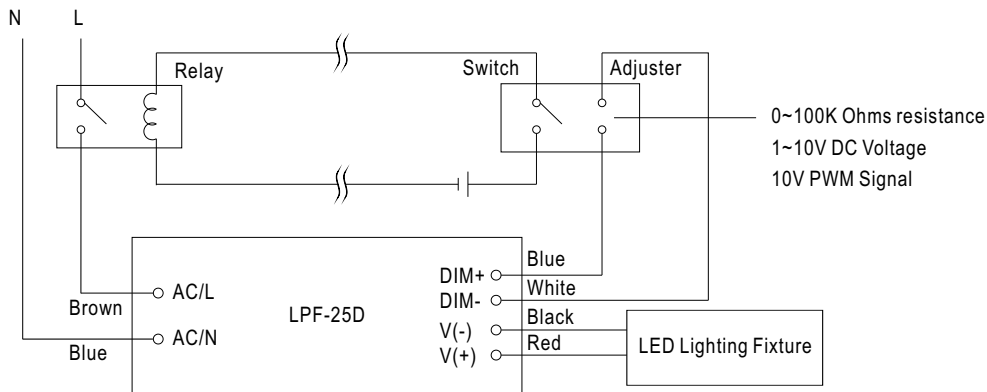 N
L
Relay
Switch
Adjuster
0~100K Ohms resistance
1~10V DC Voltage
10V PWM Signal
Brown
AC/L
Blue
AC/N
LPF-25D
DIM+
Blue
DIM-
White
V(-)
Black
V(+)
Red
LED Lighting Fixture